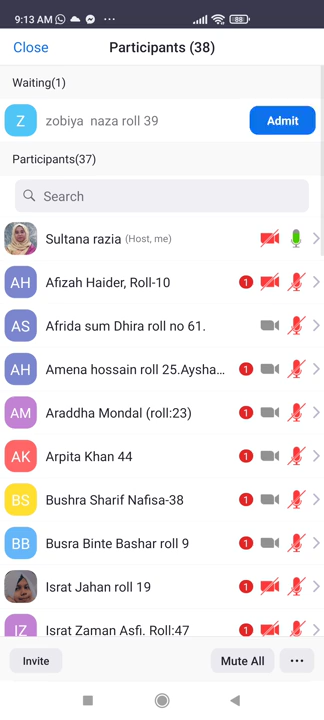 9:13 AM
88
Close
Participants (38)
Waiting(1)
Z
zobiya naza roll 39
Admit
Participants(37)
Search
Sultana razia (Host, me)
AH
Afizah Haider, Roll-10
1
AS
Afrida sum Dhira roll no 61.
AH
Amena hossain roll 25.Aysha...
1
AM
Araddha Mondal (roll:23)
1
AK
Arpita Khan 44
1
BS
Bushra Sharif Nafisa-38
1
BB
Busra Binte Bashar roll 9
1
Israt Jahan roll 19
1
IZ
Israt Zaman Asfi. Roll:47
1
Invite
Mute All
...